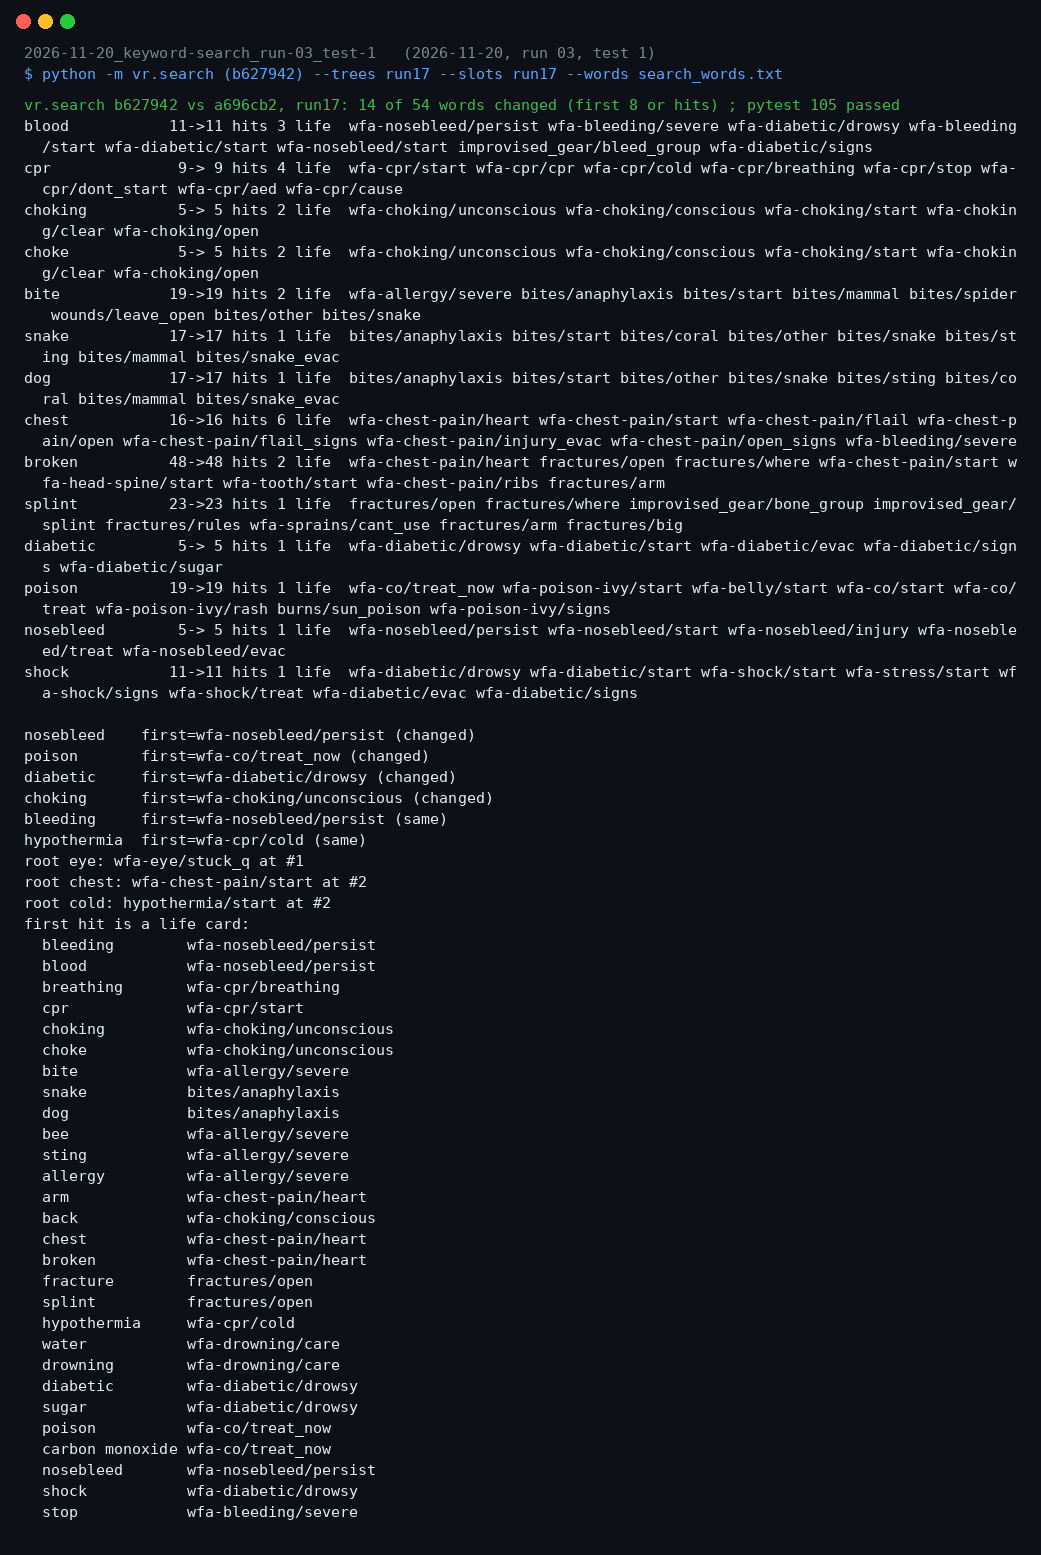 2026-11-20_keyword-search_run-03_test-1   (2026-11-20, run 03, test 1)
$ python -m vr.search (b627942) --trees run17 --slots run17 --words search_words.txt
vr.search b627942 vs a696cb2, run17: 14 of 54 words changed (first 8 or hits) ; pytest 105 passed
blood           11->11 hits 3 life  wfa-nosebleed/persist wfa-bleeding/severe wfa-diabetic/drowsy wfa-bleeding
  /start wfa-diabetic/start wfa-nosebleed/start improvised_gear/bleed_group wfa-diabetic/signs
cpr              9-> 9 hits 4 life  wfa-cpr/start wfa-cpr/cpr wfa-cpr/cold wfa-cpr/breathing wfa-cpr/stop wfa-
  cpr/dont_start wfa-cpr/aed wfa-cpr/cause
choking          5-> 5 hits 2 life  wfa-choking/unconscious wfa-choking/conscious wfa-choking/start wfa-chokin
  g/clear wfa-choking/open
choke            5-> 5 hits 2 life  wfa-choking/unconscious wfa-choking/conscious wfa-choking/start wfa-chokin
  g/clear wfa-choking/open
bite            19->19 hits 2 life  wfa-allergy/severe bites/anaphylaxis bites/start bites/mammal bites/spider
   wounds/leave_open bites/other bites/snake
snake           17->17 hits 1 life  bites/anaphylaxis bites/start bites/coral bites/other bites/snake bites/st
  ing bites/mammal bites/snake_evac
dog             17->17 hits 1 life  bites/anaphylaxis bites/start bites/other bites/snake bites/sting bites/co
  ral bites/mammal bites/snake_evac
chest           16->16 hits 6 life  wfa-chest-pain/heart wfa-chest-pain/start wfa-chest-pain/flail wfa-chest-p
  ain/open wfa-chest-pain/flail_signs wfa-chest-pain/injury_evac wfa-chest-pain/open_signs wfa-bleeding/severe
broken          48->48 hits 2 life  wfa-chest-pain/heart fractures/open fractures/where wfa-chest-pain/start w
  fa-head-spine/start wfa-tooth/start wfa-chest-pain/ribs fractures/arm
splint          23->23 hits 1 life  fractures/open fractures/where improvised_gear/bone_group improvised_gear/
  splint fractures/rules wfa-sprains/cant_use fractures/arm fractures/big
diabetic         5-> 5 hits 1 life  wfa-diabetic/drowsy wfa-diabetic/start wfa-diabetic/evac wfa-diabetic/sign
  s wfa-diabetic/sugar
poison          19->19 hits 1 life  wfa-co/treat_now wfa-poison-ivy/start wfa-belly/start wfa-co/start wfa-co/
  treat wfa-poison-ivy/rash burns/sun_poison wfa-poison-ivy/signs
nosebleed        5-> 5 hits 1 life  wfa-nosebleed/persist wfa-nosebleed/start wfa-nosebleed/injury wfa-noseble
  ed/treat wfa-nosebleed/evac
shock           11->11 hits 1 life  wfa-diabetic/drowsy wfa-diabetic/start wfa-shock/start wfa-stress/start wf
  a-shock/signs wfa-shock/treat wfa-diabetic/evac wfa-diabetic/signs
nosebleed    first=wfa-nosebleed/persist (changed)
poison       first=wfa-co/treat_now (changed)
diabetic     first=wfa-diabetic/drowsy (changed)
choking      first=wfa-choking/unconscious (changed)
bleeding     first=wfa-nosebleed/persist (same)
hypothermia  first=wfa-cpr/cold (same)
root eye: wfa-eye/stuck_q at #1
root chest: wfa-chest-pain/start at #2
root cold: hypothermia/start at #2
first hit is a life card:
  bleeding        wfa-nosebleed/persist
  blood           wfa-nosebleed/persist
  breathing       wfa-cpr/breathing
  cpr             wfa-cpr/start
  choking         wfa-choking/unconscious
  choke           wfa-choking/unconscious
  bite            wfa-allergy/severe
  snake           bites/anaphylaxis
  dog             bites/anaphylaxis
  bee             wfa-allergy/severe
  sting           wfa-allergy/severe
  allergy         wfa-allergy/severe
  arm             wfa-chest-pain/heart
  back            wfa-choking/conscious
  chest           wfa-chest-pain/heart
  broken          wfa-chest-pain/heart
  fracture        fractures/open
  splint          fractures/open
  hypothermia     wfa-cpr/cold
  water           wfa-drowning/care
  drowning        wfa-drowning/care
  diabetic        wfa-diabetic/drowsy
  sugar           wfa-diabetic/drowsy
  poison          wfa-co/treat_now
  carbon monoxide wfa-co/treat_now
  nosebleed       wfa-nosebleed/persist
  shock           wfa-diabetic/drowsy
  stop            wfa-bleeding/severe